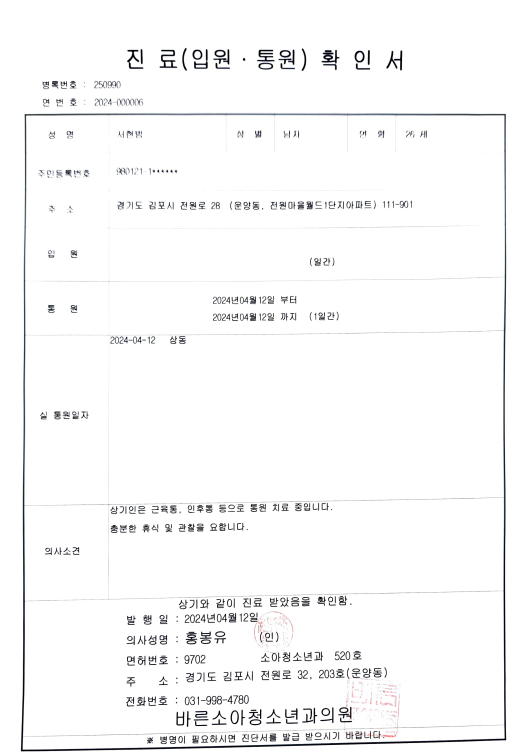 진 료(입원 · 통원) 확 인 서
병록번호 : 250990
연 번 호 : 2024-000006
성 명 서현범 성 별 남자 연 령 26 세
주민등록번호 980121-1******
주 소 경기도 김포시 전원로 28 (운양동, 전원마을월드1단지아파트) 111-901
입 원 (일간)
통 원 2024년04월12일 부터
2024년04월12일 까지 (1일간)
실 통원일자 2024-04-12 상동
의사소견 상기인은 근육통, 인후통 등으로 통원 치료 중입니다.
충분한 휴식 및 관찰을 요합니다.
상기와 같이 진료 받았음을 확인함.
발 행 일 : 2024년04월12일
의사성명 : 홍봉유 (인)
면허번호 : 9702 소아청소년과 520호
주 소 : 경기도 김포시 전원로 32, 203호(운양동)
전화번호 : 031-998-4780
바른소아청소년과의원
※ 병명이 필요하시면 진단서를 발급 받으시기 바랍니다.